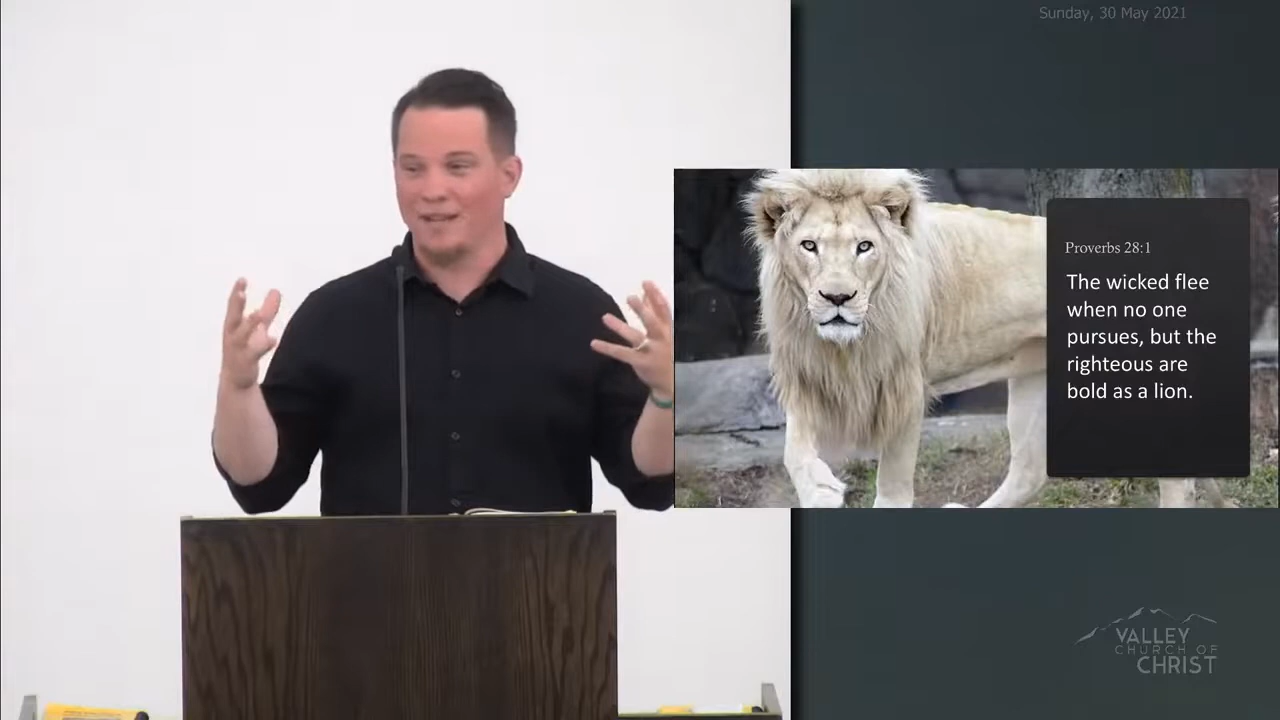 Sunday, 30 May 2021
Proverbs 28:1
The wicked flee
when no one
pursues, but the
righteous are
bold as a lion.
VALLEY
CHURCH OF
CHRIST